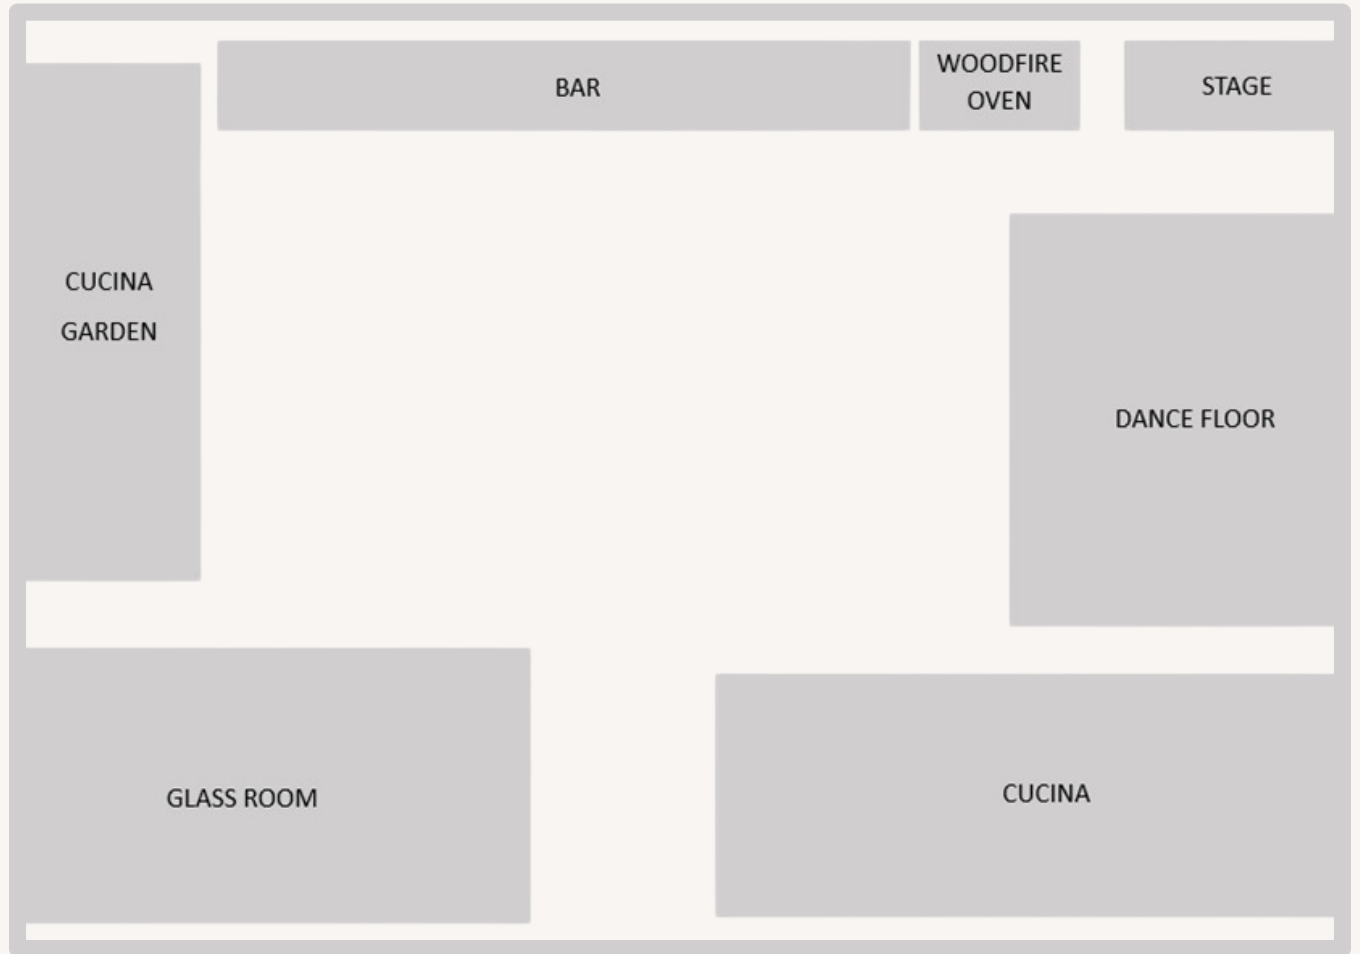 BAR
WOODFIRE
OVEN
STAGE
CUCINA
GARDEN
DANCE FLOOR
GLASS ROOM
CUCINA